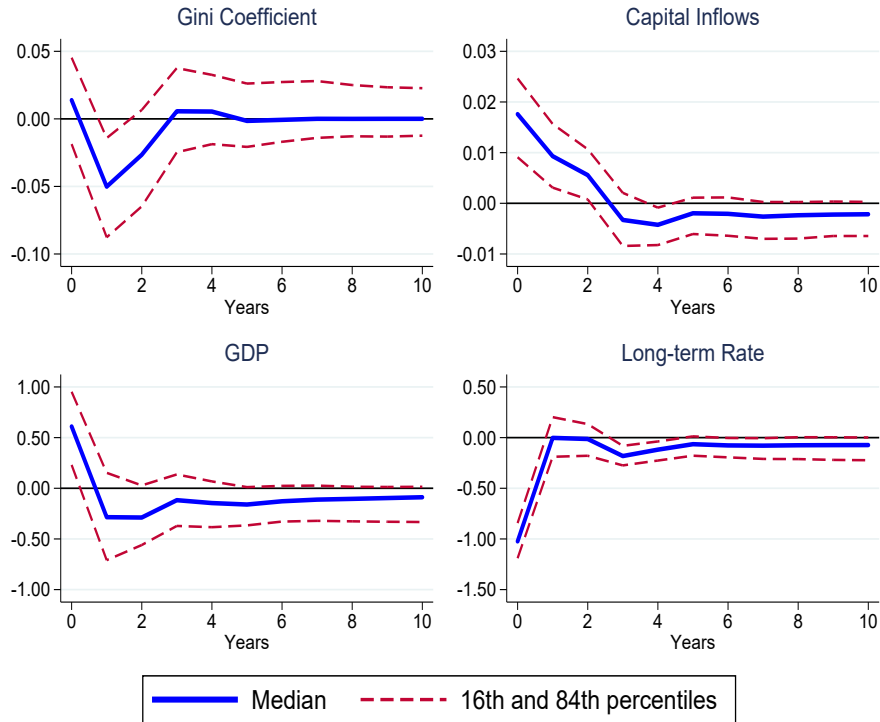 Gini Coefficient
0.05
0.00
-0.05
-0.10
0 2 4 6 8 10
Years
Capital Inflows
0.03
0.02
0.01
0.00
-0.01
0 2 4 6 8 10
Years
GDP
1.00
0.50
0.00
-0.50
-1.00
0 2 4 6 8 10
Years
Long-term Rate
0.50
0.00
-0.50
-1.00
-1.50
0 2 4 6 8 10
Years
Median 16th and 84th percentiles